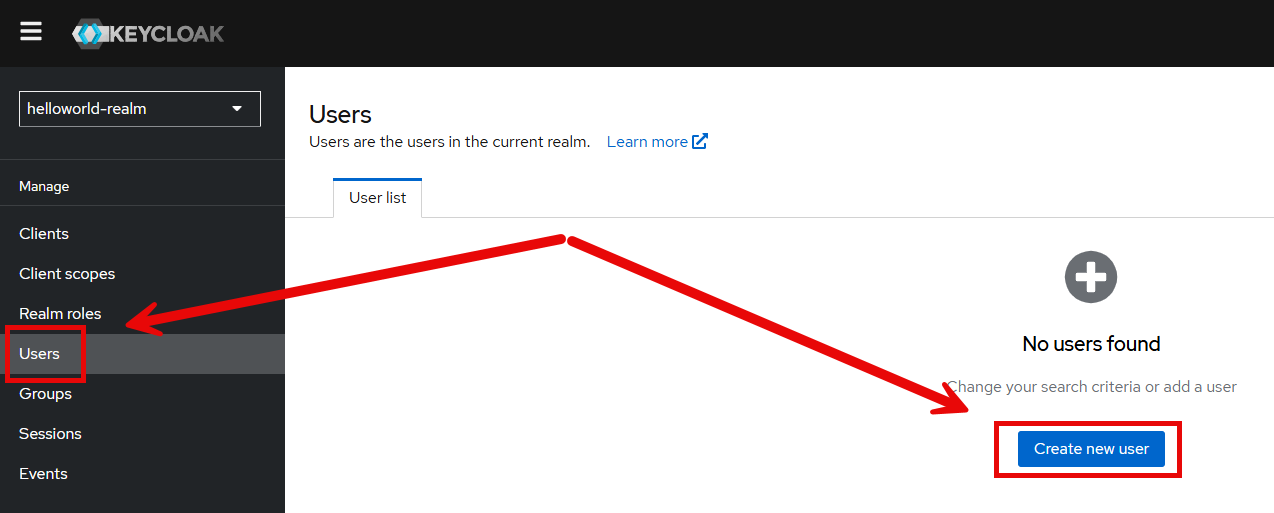 KEYCLOAK
helloworld-realm
Manage
Clients
Client scopes
Realm roles
Users
Groups
Sessions
Events
Users
Users are the users in the current realm. Learn more
User list
No users found
Change your search criteria or add a user
Create new user